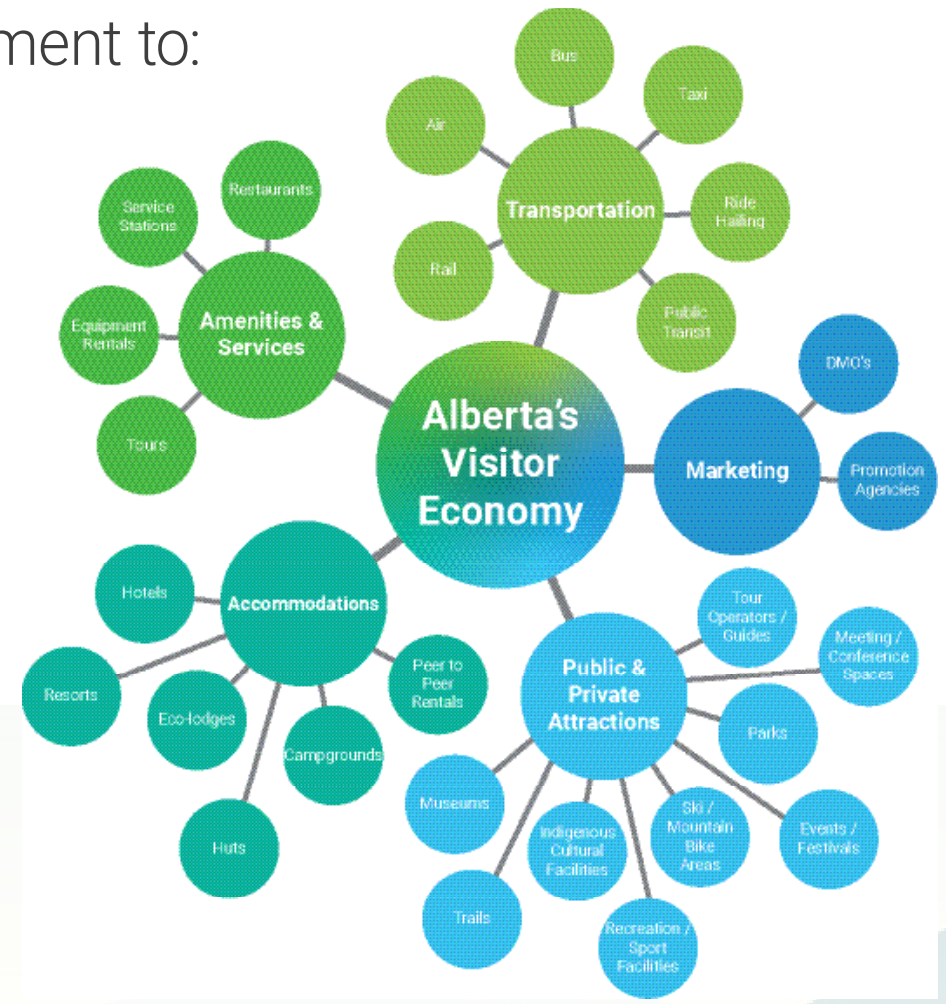 ment to:
Bus
Taxi
Air
Transportation
Ride
Hailing
Rail
Public
Transit
Restaurants
Service
Stations
Amenities &
Services
Equipment
Rentals
Tours
Alberta's
Visitor
Economy
DMO's
Marketing
Promotion
Agencies
Hotels
Accommodations
Resorts
Eco-lodges
Peer to
Peer
Rentals
Campgrounds
Huts
Public &
Private
Attractions
Tour
Operators /
Guides
Meeting /
Conference
Spaces
Parks
Museums
Indigenous
Cultural
Facilities
Ski /
Mountain
Bike
Areas
Events /
Festivals
Trails
Recreation /
Sport
Facilities